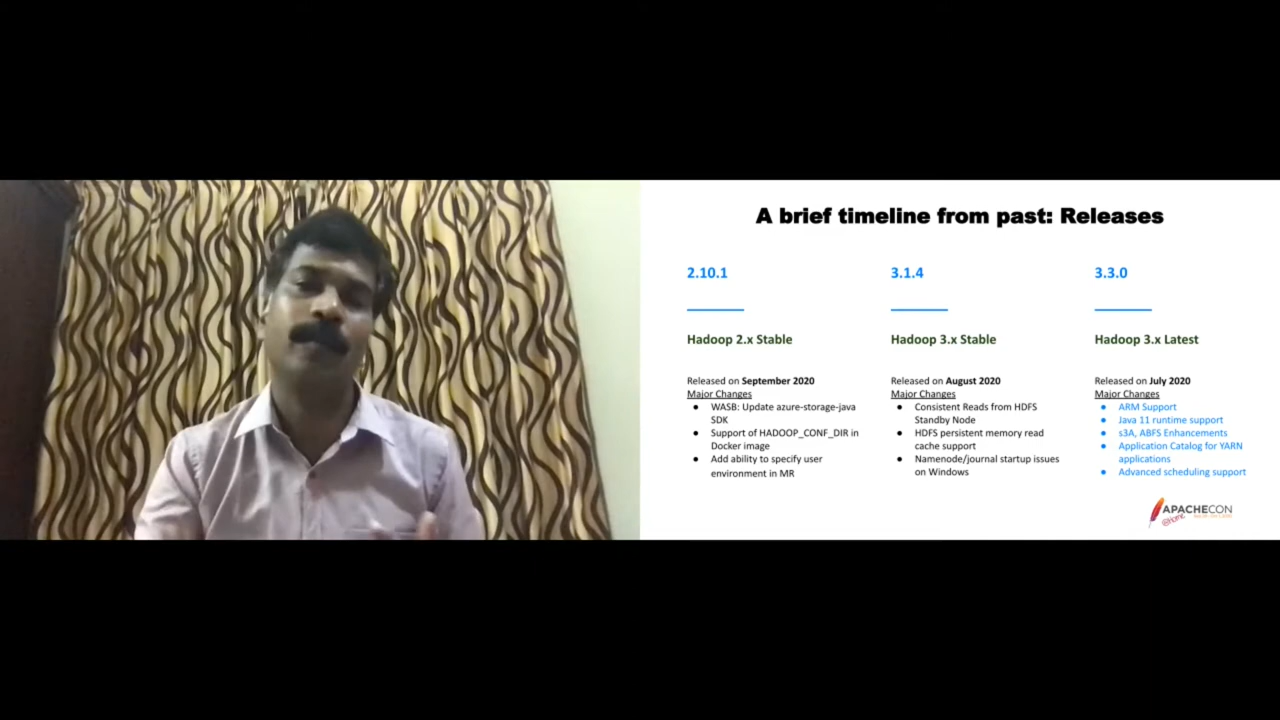 A brief timeline from past: Releases
2.10.1
Hadoop 2.x Stable
Released on September 2020
Major Changes
● WASB: Update azure-storage-java
SDK
● Support of HADOOP_CONF_DIR in
Docker image
● Add ability to specify user
environment in MR
3.1.4
Hadoop 3.x Stable
Released on August 2020
Major Changes
● Consistent Reads from HDFS
Standby Node
● HDFS persistent memory read
cache support
● Namenode/journal startup issues
on Windows
3.3.0
Hadoop 3.x Latest
Released on July 2020
Major Changes
● ARM Support
● Java 11 runtime support
● s3A, ABFS Enhancements
● Application Catalog for YARN
applications
● Advanced scheduling support
APACHECON
@Home